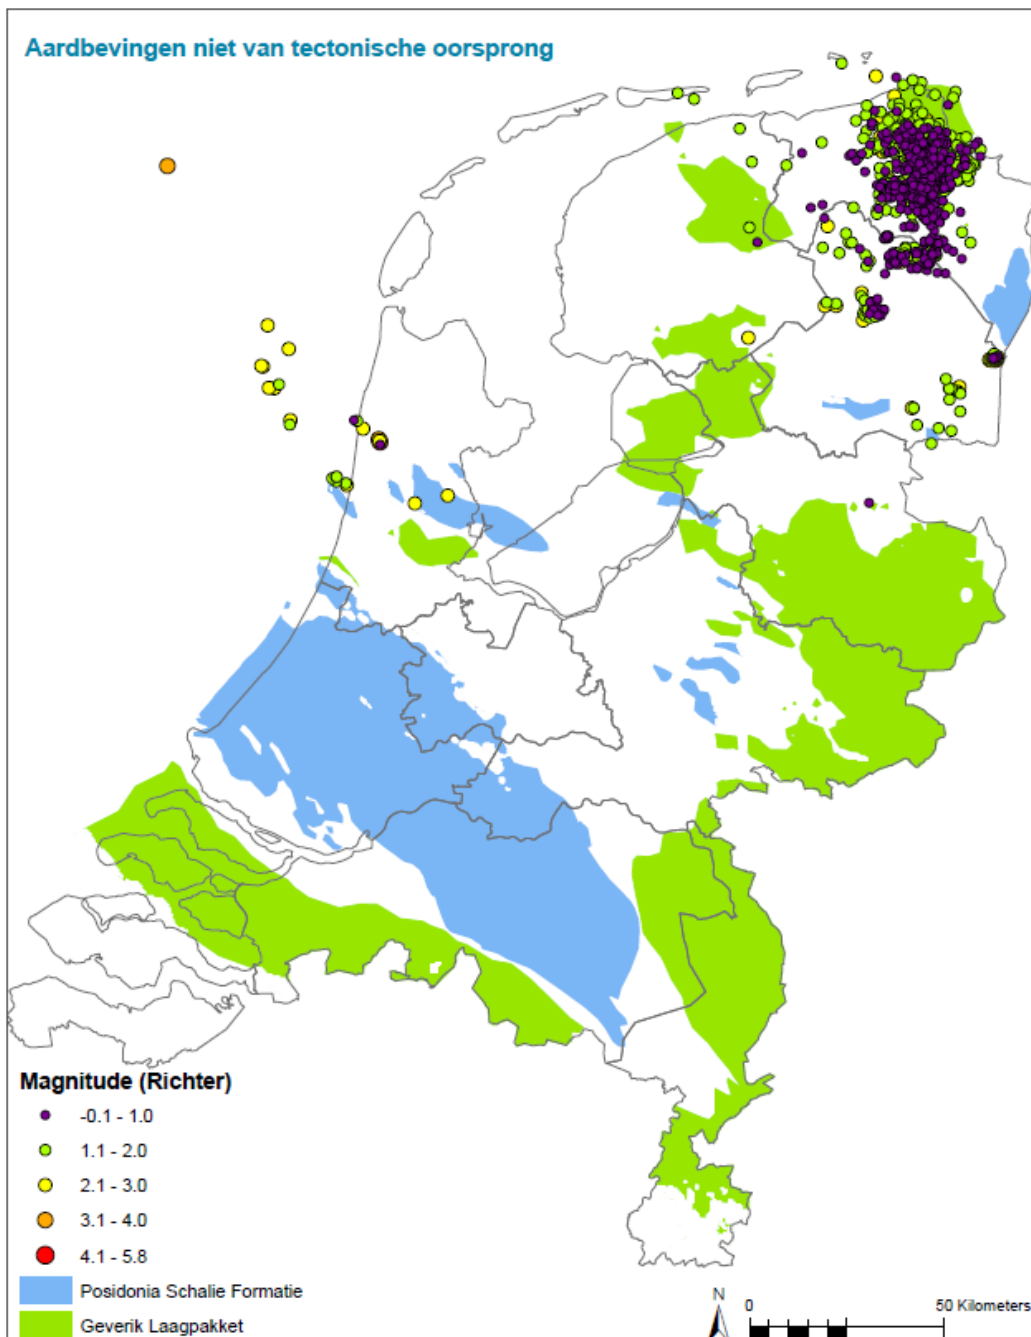 Aardbevingen niet van tectonische oorsprong
Magnitude (Richter)
-0.1 - 1.0
1.1 - 2.0
2.1 - 3.0
3.1 - 4.0
4.1 - 5.8
Posidonia Schalie Formatie
Geverik Laagpakket
N
0 50 Kilometers